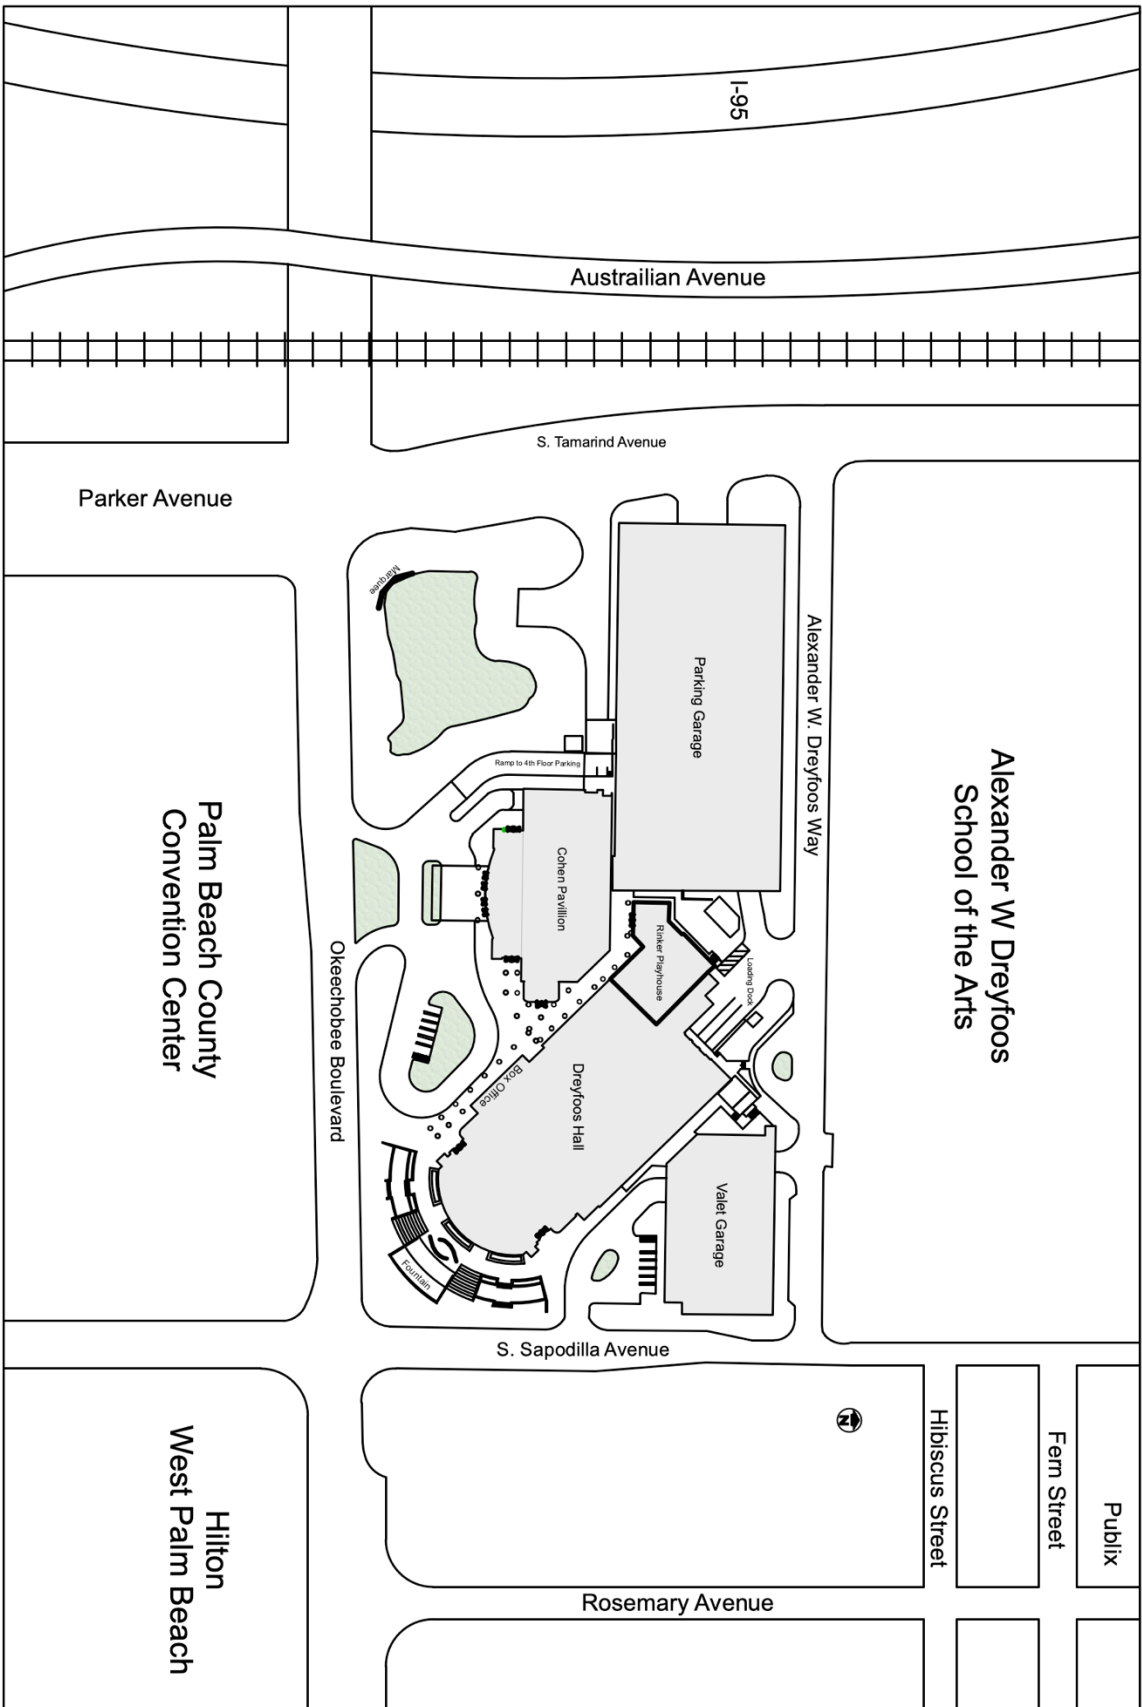 I-95
Austrailian Avenue
S. Tamarind Avenue
Parker Avenue
Marquee
Parking Garage
Alexander W. Dreyfoos Way
Alexander W Dreyfoos
School of the Arts
Ramp to 4th Floor Parking
Cohen Pavillion
Rinker Playhouse
Loading Dock
Palm Beach County
Convention Center
Okeechobee Boulevard
Box Office
Dreyfoos Hall
Valet Garage
Fountain
S. Sapodilla Avenue
N
Hibiscus Street
Fern Street
Publix
Hilton
West Palm Beach
Rosemary Avenue